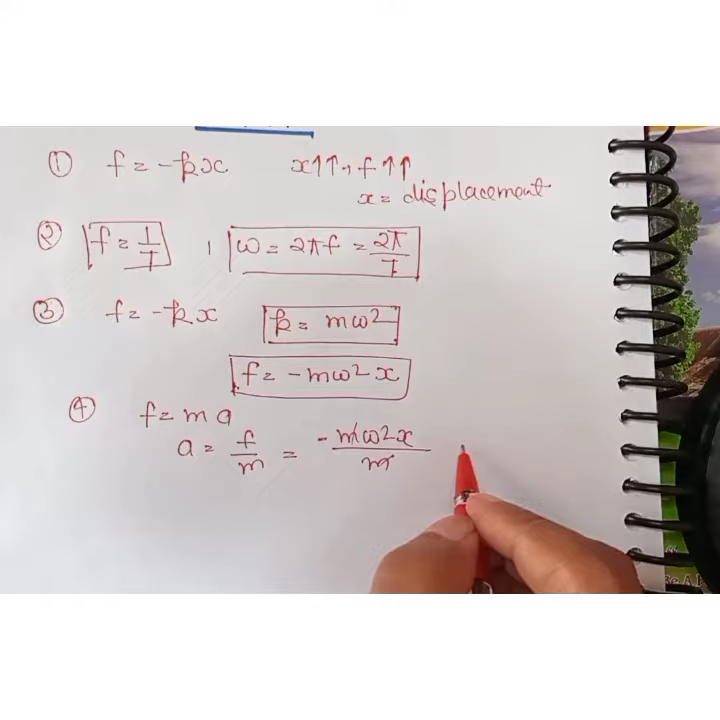 ① f = -kx x↑↑, f↑↑
x = displacement
② f = 1/T , ω = 2πf = 2π/T
③ f = -kx k = mω²
f = -mω²x
④ f = ma
a = f/m = -mω²x/m